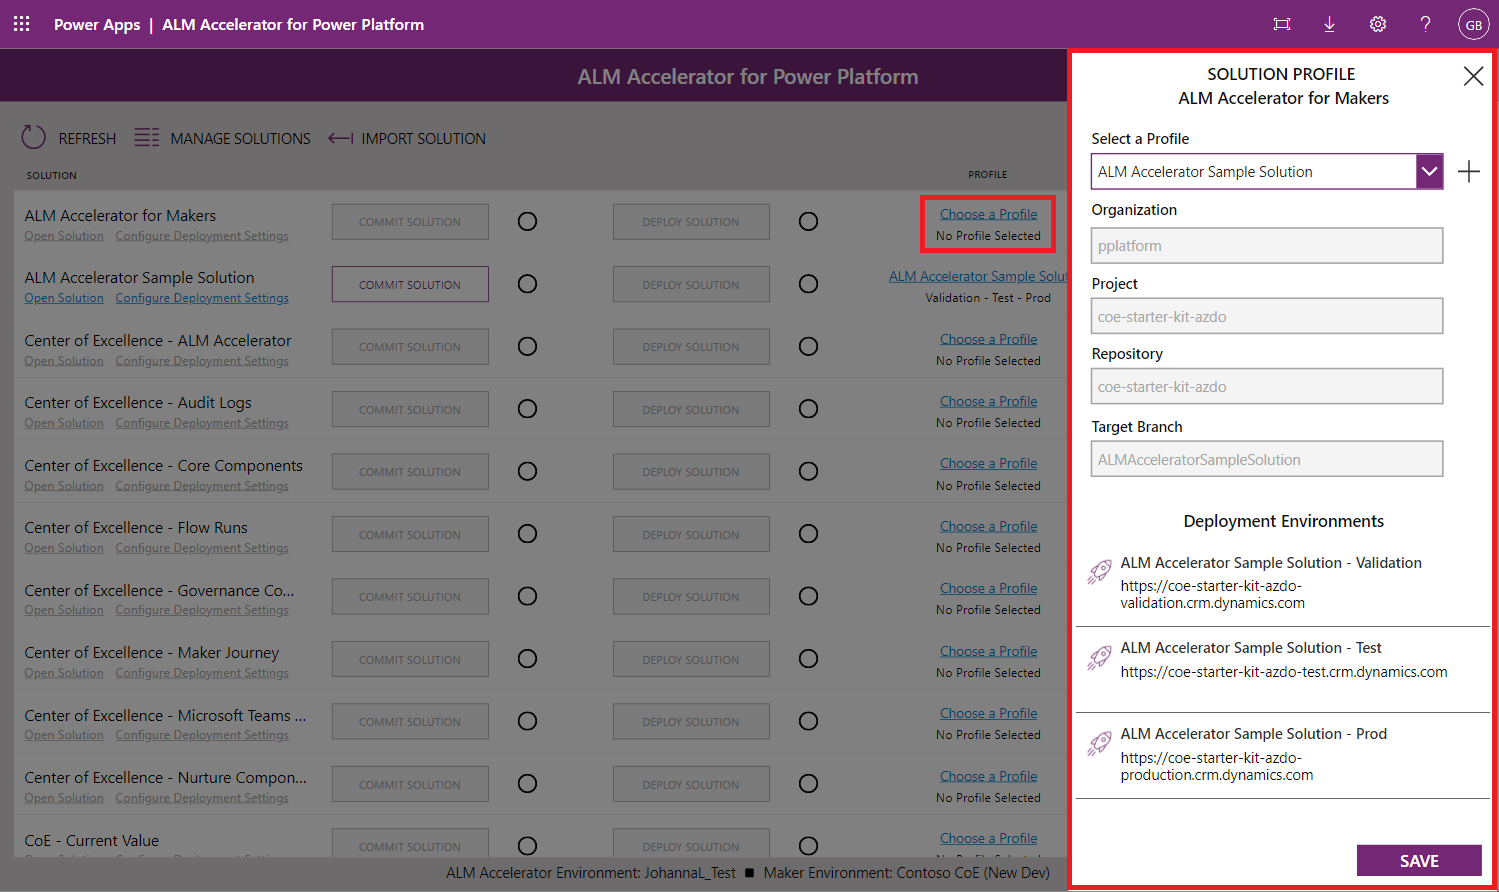 Power Apps | ALM Accelerator for Power Platform
GB
ALM Accelerator for Power Platform
REFRESH MANAGE SOLUTIONS IMPORT SOLUTION
SOLUTION PROFILE
ALM Accelerator for Makers COMMIT SOLUTION DEPLOY SOLUTION Choose a Profile
Open Solution Configure Deployment Settings No Profile Selected
ALM Accelerator Sample Solution COMMIT SOLUTION DEPLOY SOLUTION ALM Accelerator Sample Solut
Open Solution Configure Deployment Settings Validation - Test - Prod
Center of Excellence - ALM Accelerator COMMIT SOLUTION DEPLOY SOLUTION Choose a Profile
Open Solution Configure Deployment Settings No Profile Selected
Center of Excellence - Audit Logs COMMIT SOLUTION DEPLOY SOLUTION Choose a Profile
Open Solution Configure Deployment Settings No Profile Selected
Center of Excellence - Core Components COMMIT SOLUTION DEPLOY SOLUTION Choose a Profile
Open Solution Configure Deployment Settings No Profile Selected
Center of Excellence - Flow Runs COMMIT SOLUTION DEPLOY SOLUTION Choose a Profile
Open Solution Configure Deployment Settings No Profile Selected
Center of Excellence - Governance Co... COMMIT SOLUTION DEPLOY SOLUTION Choose a Profile
Open Solution Configure Deployment Settings No Profile Selected
Center of Excellence - Maker Journey COMMIT SOLUTION DEPLOY SOLUTION Choose a Profile
Open Solution Configure Deployment Settings No Profile Selected
Center of Excellence - Microsoft Teams ... COMMIT SOLUTION DEPLOY SOLUTION Choose a Profile
Open Solution Configure Deployment Settings No Profile Selected
Center of Excellence - Nurture Compon... COMMIT SOLUTION DEPLOY SOLUTION Choose a Profile
Open Solution Configure Deployment Settings No Profile Selected
CoE - Current Value COMMIT SOLUTION DEPLOY SOLUTION Choose a Profile
ALM Accelerator Environment: JohannaL_Test ■ Maker Environment: Contoso CoE (New Dev)
SOLUTION PROFILE
ALM Accelerator for Makers
Select a Profile
ALM Accelerator Sample Solution
Organization
pplatform
Project
coe-starter-kit-azdo
Repository
coe-starter-kit-azdo
Target Branch
ALMAcceleratorSampleSolution
Deployment Environments
ALM Accelerator Sample Solution - Validation
https://coe-starter-kit-azdo-
validation.crm.dynamics.com
ALM Accelerator Sample Solution - Test
https://coe-starter-kit-azdo-test.crm.dynamics.com
ALM Accelerator Sample Solution - Prod
https://coe-starter-kit-azdo-
production.crm.dynamics.com
SAVE